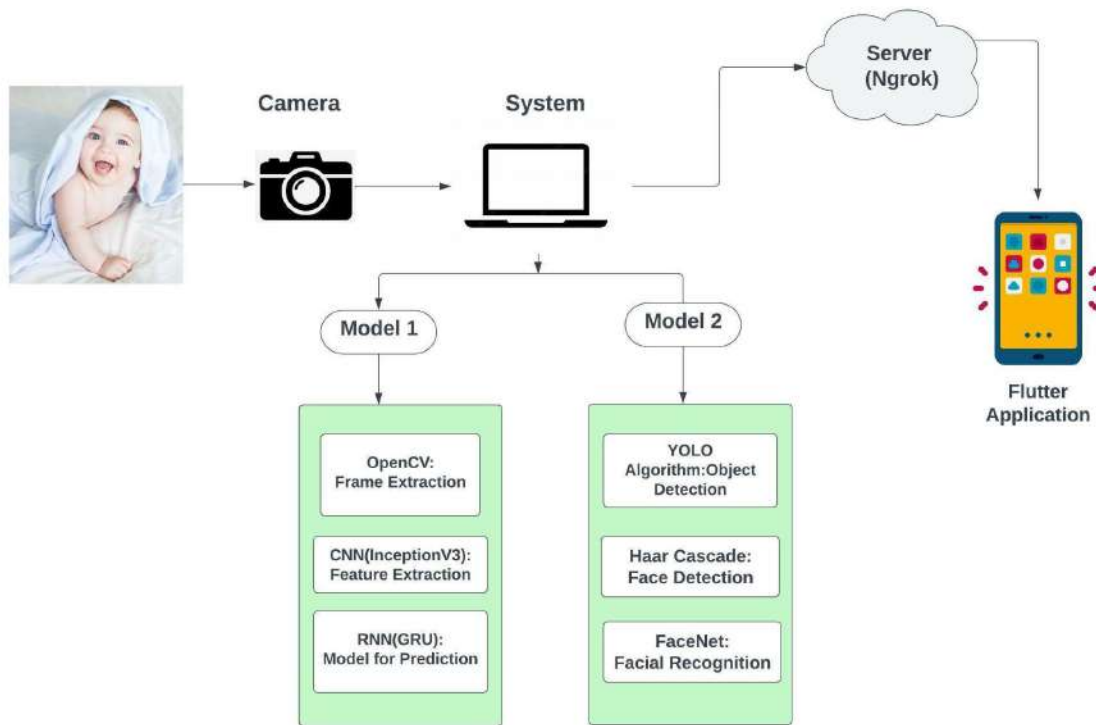 Camera
System
Server
(Ngrok)
Model 1
Model 2
OpenCV:
Frame Extraction
CNN(InceptionV3):
Feature Extraction
RNN(GRU):
Model for Prediction
YOLO
Algorithm:Object
Detection
Haar Cascade:
Face Detection
FaceNet:
Facial Recognition
Flutter
Application